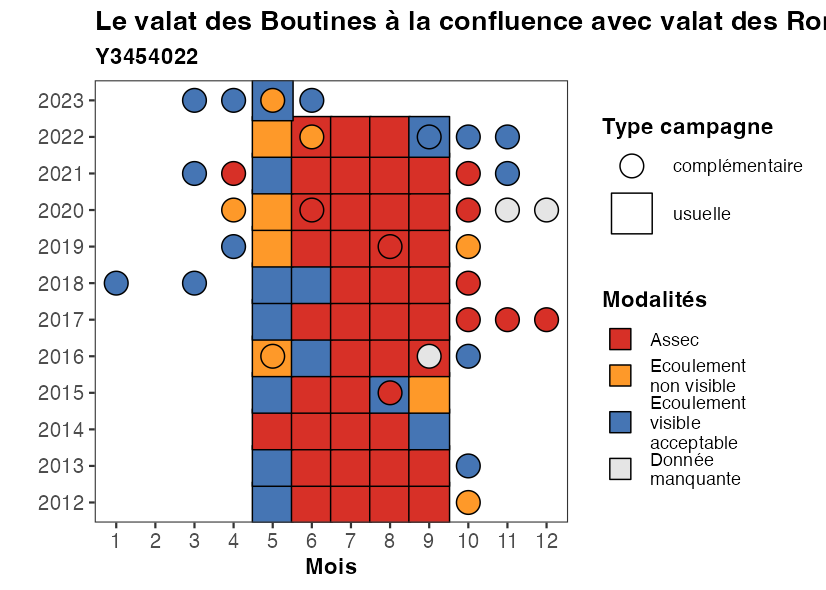 Le valat des Boutines à la confluence avec valat des Ro
Y3454022
2023
2022
2021
2020
2019
2018
2017
2016
2015
2014
2013
2012
1 2 3 4 5 6 7 8 9 10 11 12
Mois
Type campagne
complémentaire
usuelle
Modalités
Assec
Ecoulement
non visible
Ecoulement
visible
acceptable
Donnée
manquante